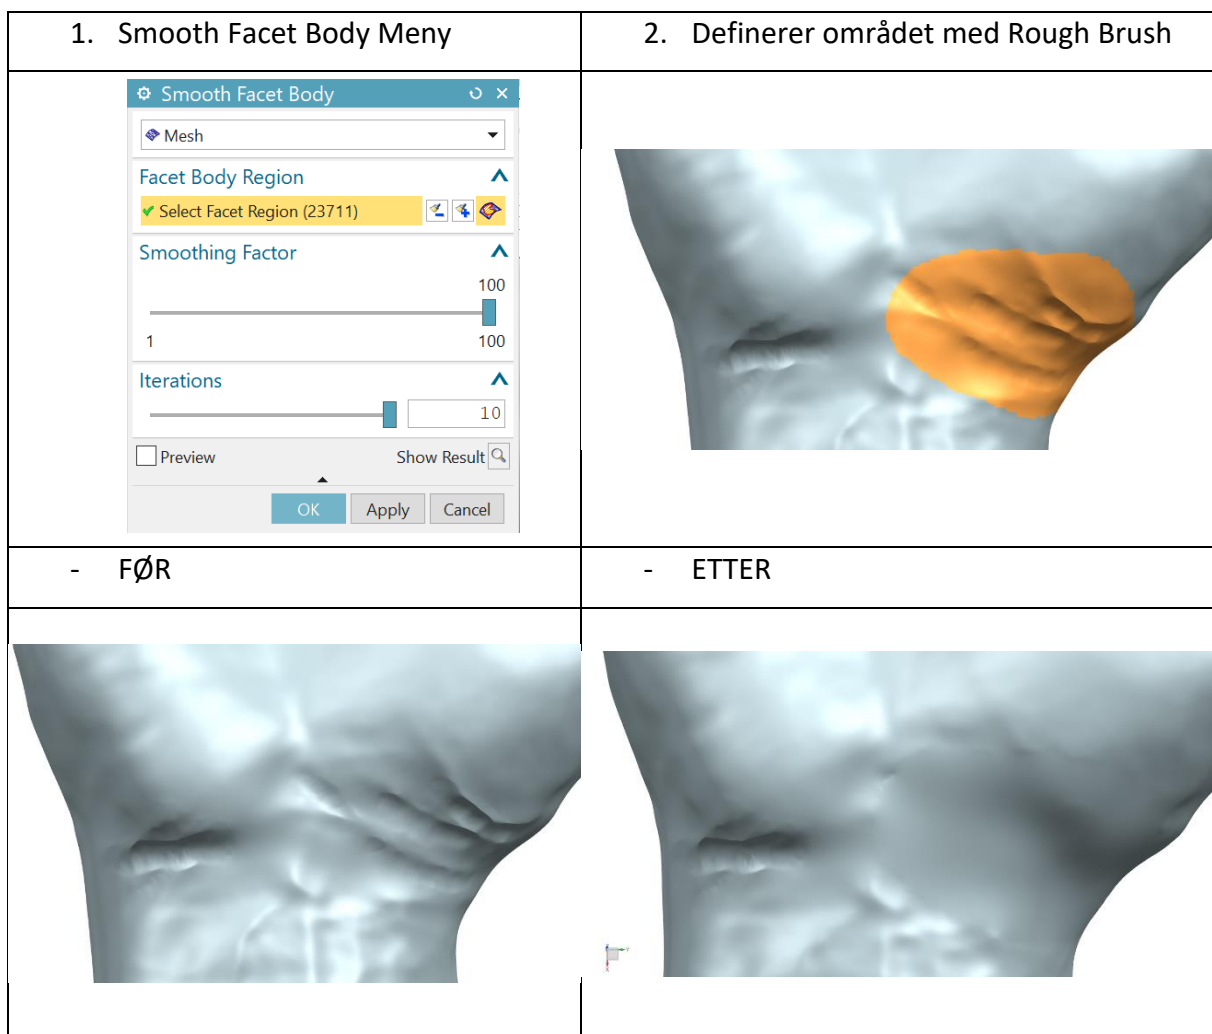 1. Smooth Facet Body Meny
2. Definerer området med Rough Brush
Smooth Facet Body
Mesh
Facet Body Region
Select Facet Region (23711)
Smoothing Factor
100
1
100
Iterations
10
Preview
Show Result
OK
Apply
Cancel
- FØR
- ETTER